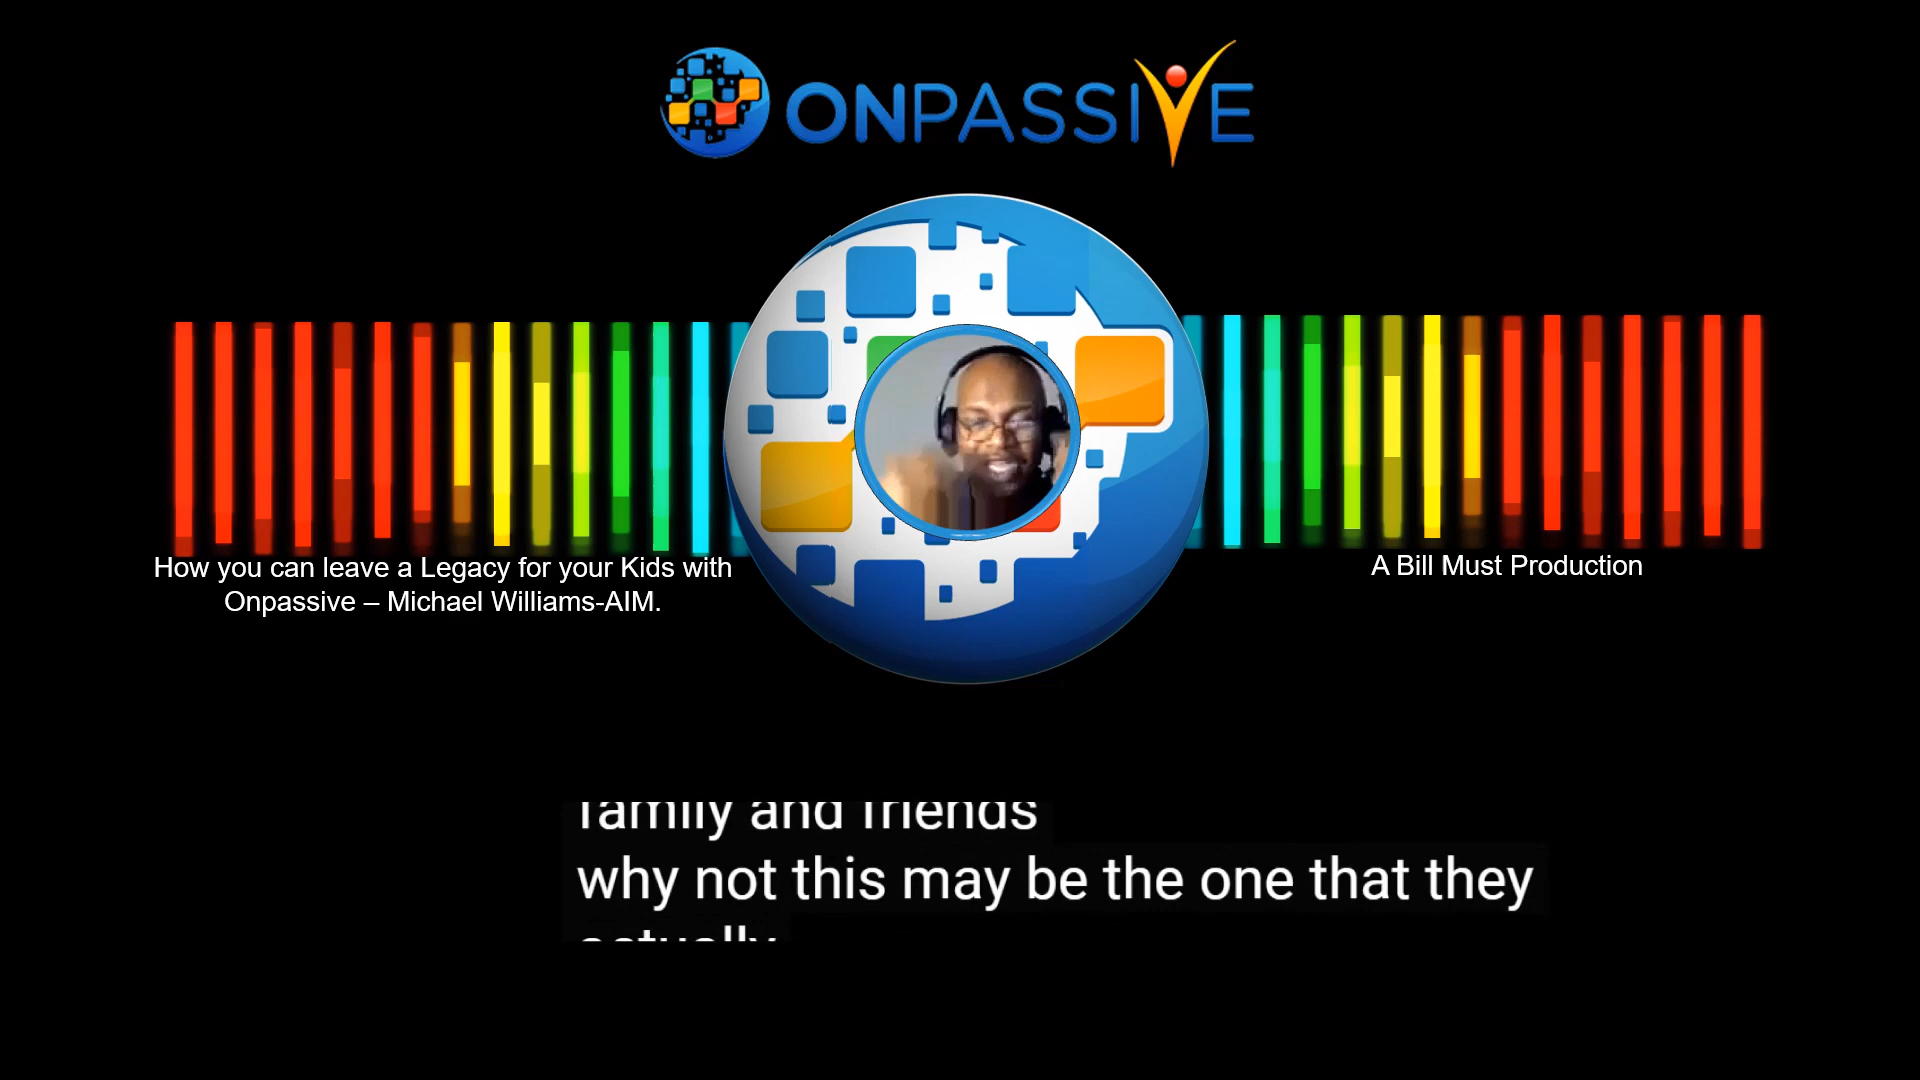 ONPASSIVE
How you can leave a Legacy for your Kids with
Onpassive – Michael Williams-AIM.
A Bill Must Production
family and friends
why not this may be the one that they
actually